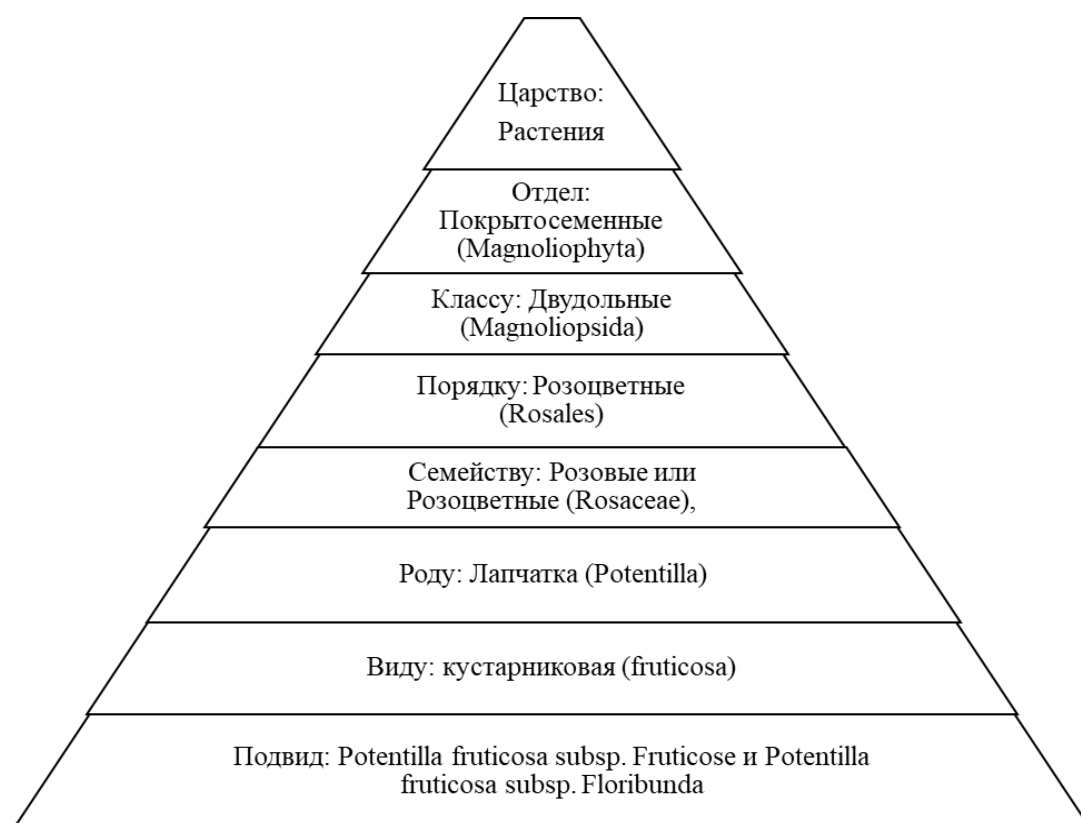 Царство:
Растения
Отдел:
Покрытосеменные
(Magnoliophyta)
Классу: Двудольные
(Magnoliopsida)
Порядку: Розоцветные
(Rosales)
Семейству: Розовые или
Розоцветные (Rosaceae),
Роду: Лапчатка (Potentilla)
Виду: кустарниковая (fruticosa)
Подвид: Potentilla fruticosa subsp. Fruticose и Potentilla
fruticosa subsp. Floribunda